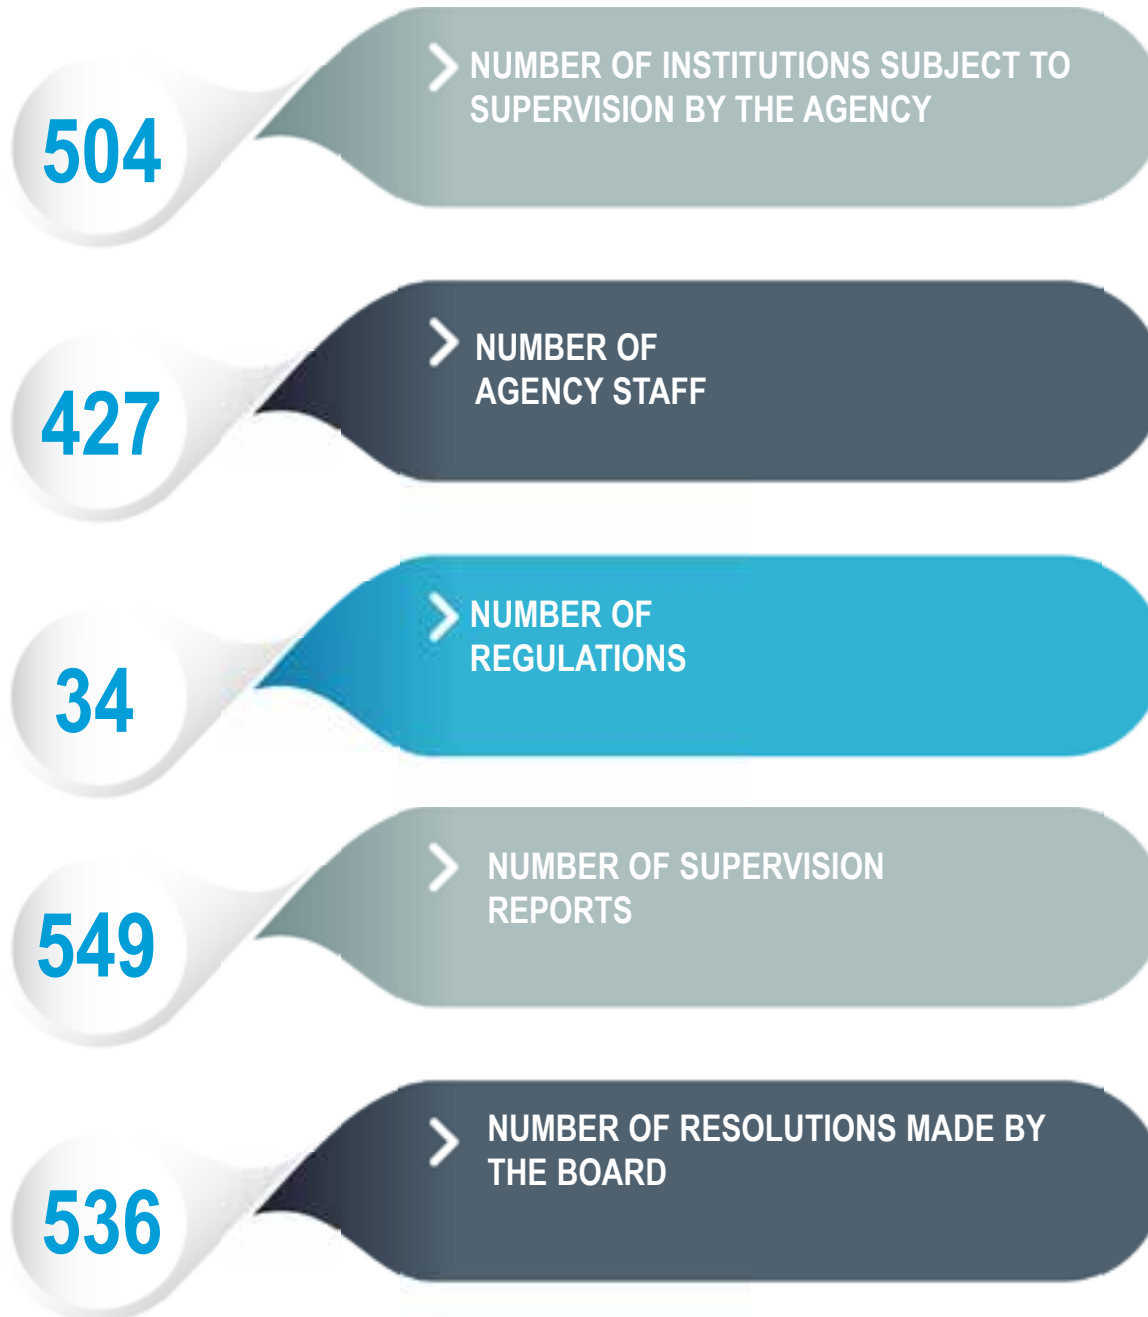 504
NUMBER OF INSTITUTIONS SUBJECT TO
SUPERVISION BY THE AGENCY
427
NUMBER OF
AGENCY STAFF
34
NUMBER OF
REGULATIONS
549
NUMBER OF SUPERVISION
REPORTS
536
NUMBER OF RESOLUTIONS MADE BY
THE BOARD